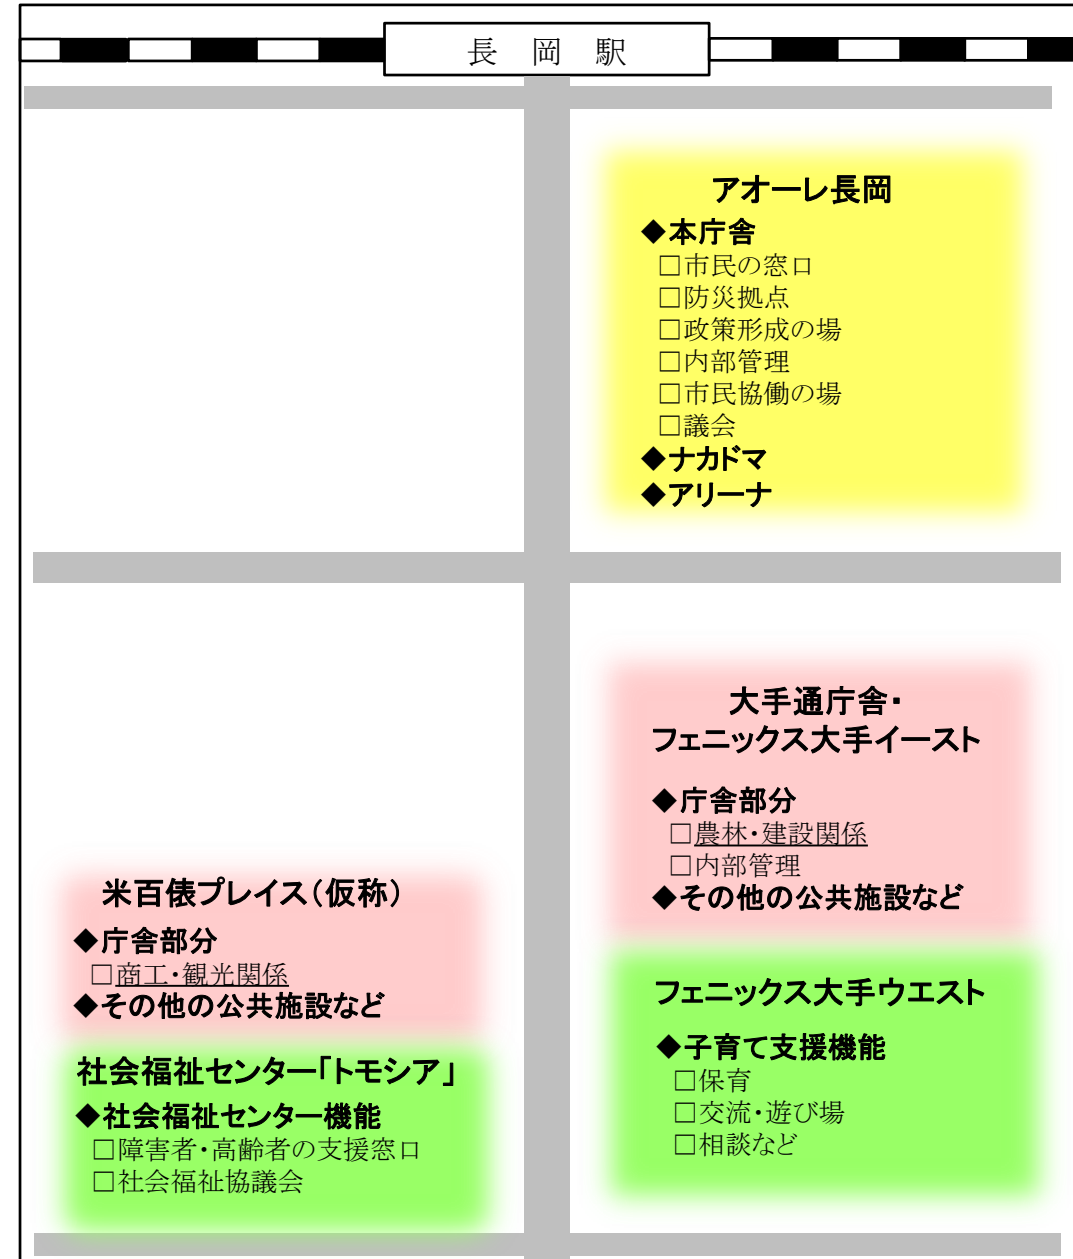 長 岡 駅
アオーレ長岡
◆本庁舎
□市民の窓口
□防災拠点
□政策形成の場
□内部管理
□市民協働の場
□議会
◆ナカドマ
◆アリーナ
大手通庁舎・
フェニックス大手イースト
◆庁舎部分
□農林・建設関係
□内部管理
◆その他の公共施設など
米百俵プレイス（仮称）
◆庁舎部分
□商工・観光関係
◆その他の公共施設など
フェニックス大手ウエスト
◆子育て支援機能
□保育
□交流・遊び場
□相談など
社会福祉センター「トモシア」
◆社会福祉センター機能
□障害者・高齢者の支援窓口
□社会福祉協議会